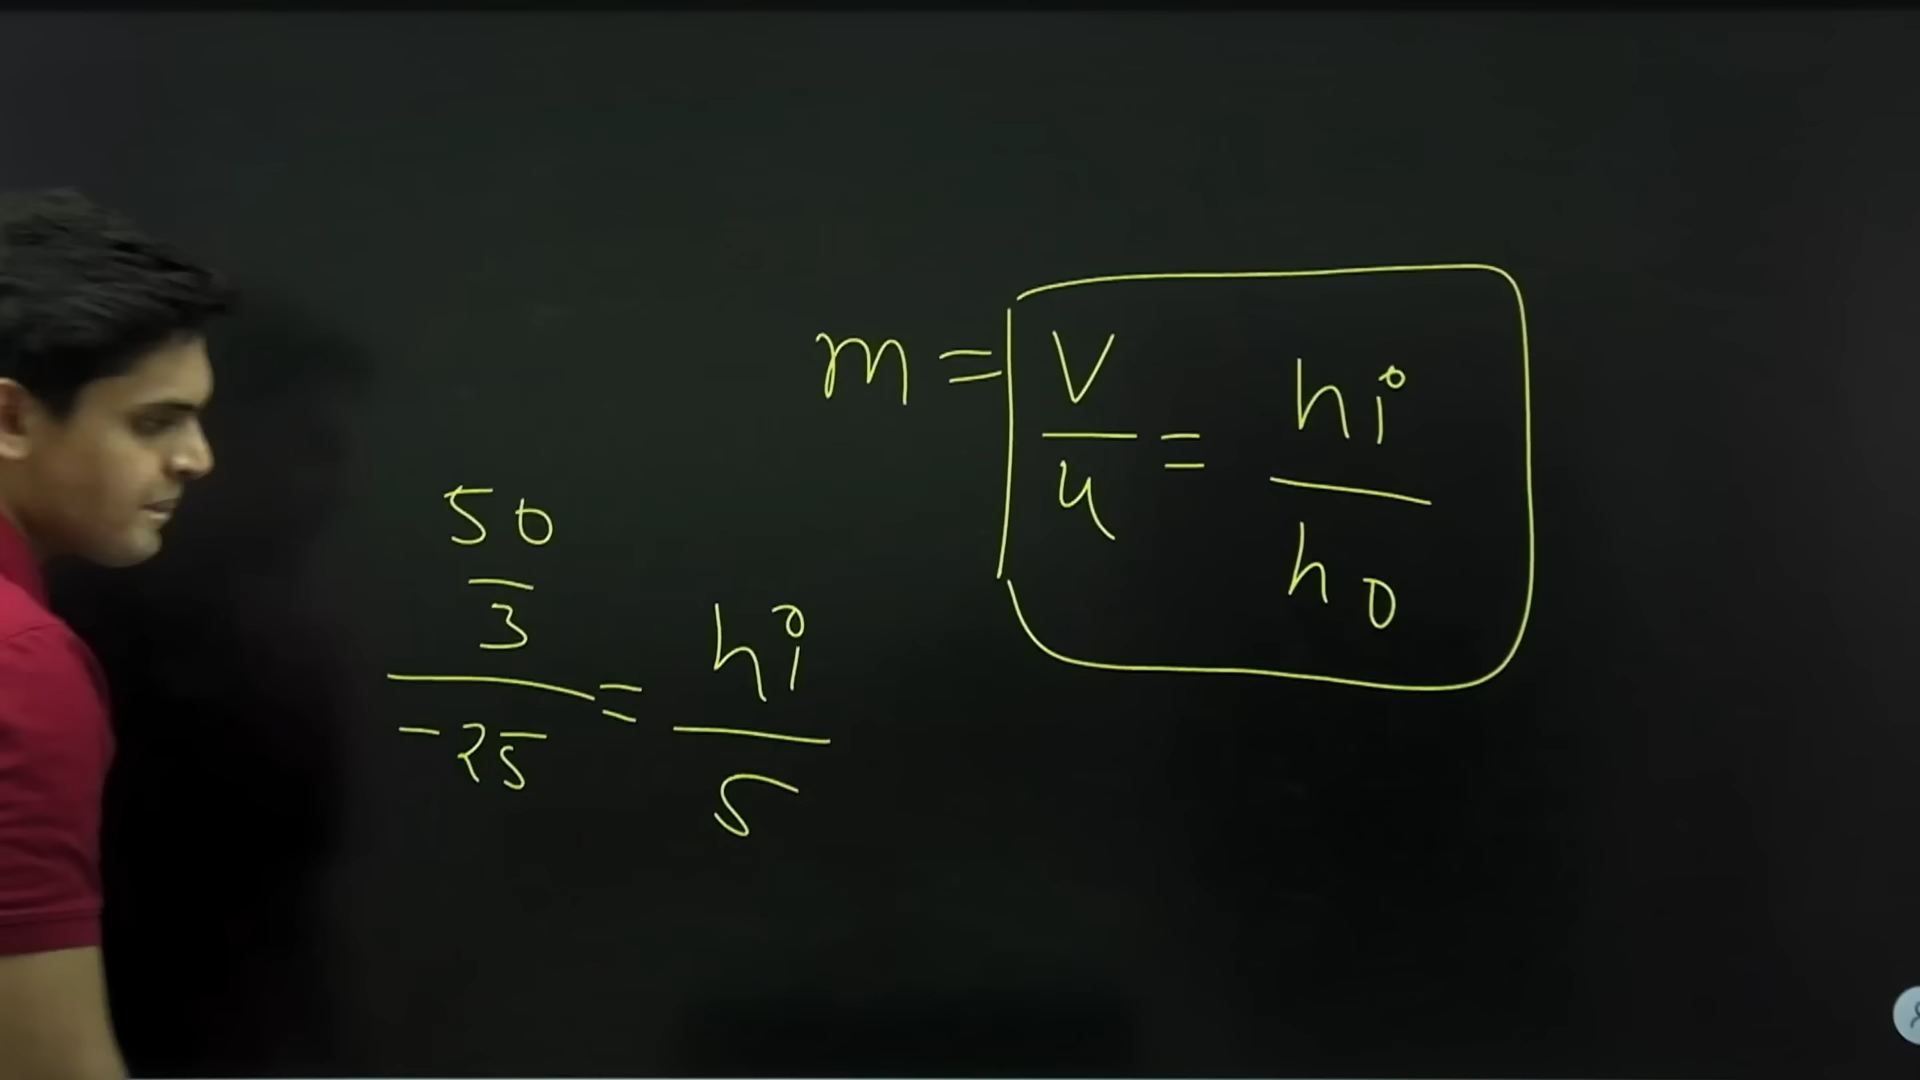 m = v/u = hi/ho
50/3 / -25 = hi/5